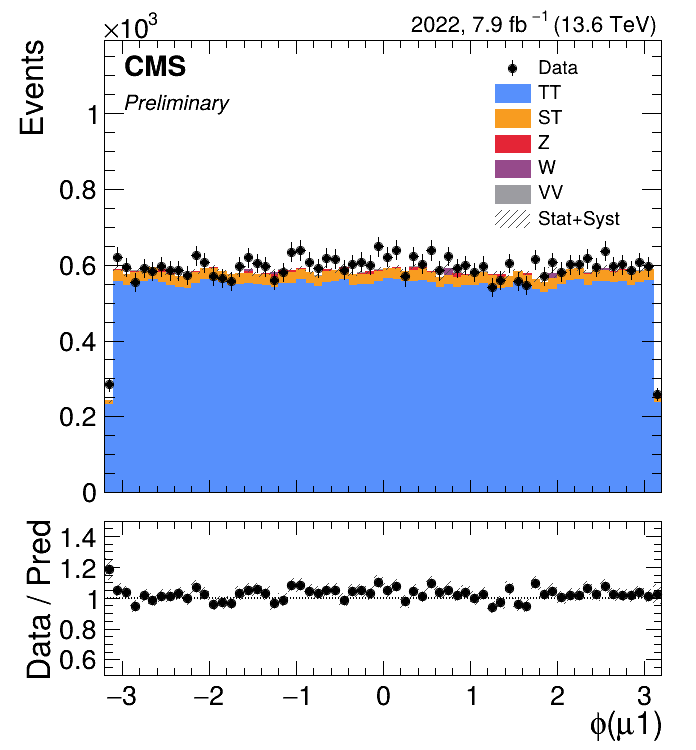 ×10³
2022, 7.9 fb⁻¹ (13.6 TeV)
Events
CMS
Preliminary
Data
TT
ST
Z
W
VV
Stat+Syst
1
0.8
0.6
0.4
0.2
0
Data / Pred
1.4
1.2
1
0.8
0.6
−3 −2 −1 0 1 2 3
ϕ(μ1)